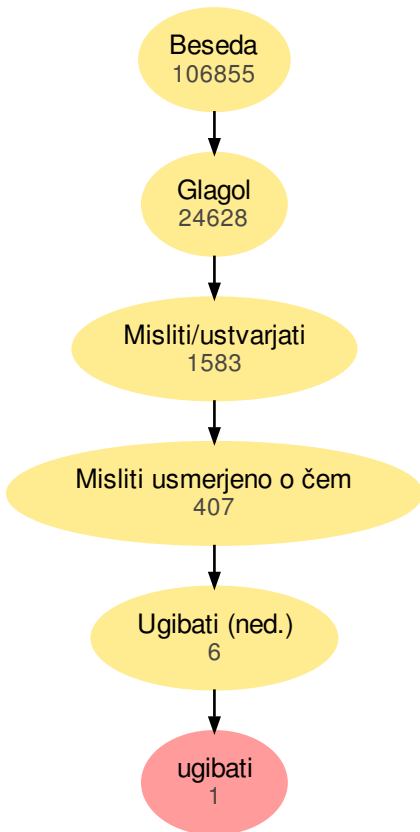 Beseda
106855
Glagol
24628
Misliti/ustvarjati
1583
Misliti usmerjeno o čem
407
Ugibati (ned.)
6
ugibati
1